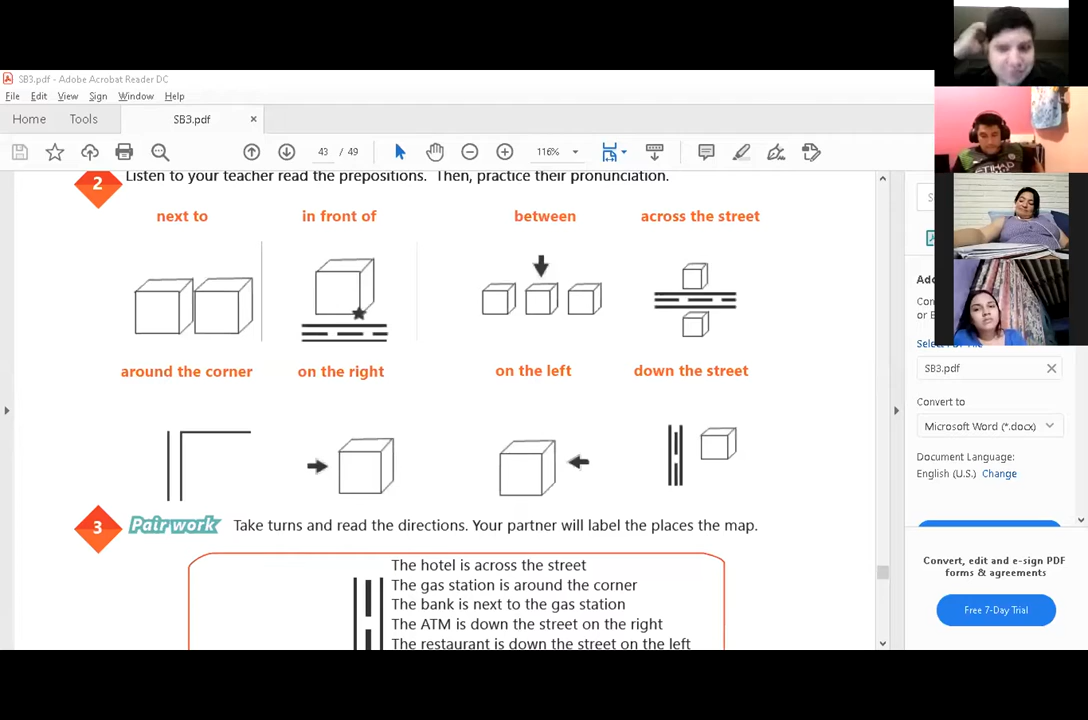 SB3.pdf - Adobe Acrobat Reader DC
File Edit View Sign Window Help
Home Tools SB3.pdf ×
43 / 49 116%
2 Listen to your teacher read the prepositions. Then, practice their pronunciation.
next to in front of between across the street
around the corner on the right on the left down the street
3 Pair work Take turns and read the directions. Your partner will label the places the map.
The hotel is across the street
The gas station is around the corner
The bank is next to the gas station
The ATM is down the street on the right
The restaurant is down the street on the left
SB3.pdf
Convert to
Microsoft Word (*.docx)
Document Language:
English (U.S.) Change
Convert, edit and e-sign PDF
forms & agreements
Free 7-Day Trial